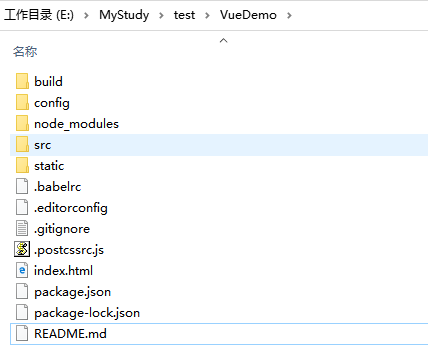 工作目录 (E:) > MyStudy > test > VueDemo >
名称
build
config
node_modules
src
static
.babelrc
.editorconfig
.gitignore
.postcssrc.js
index.html
package.json
package-lock.json
README.md